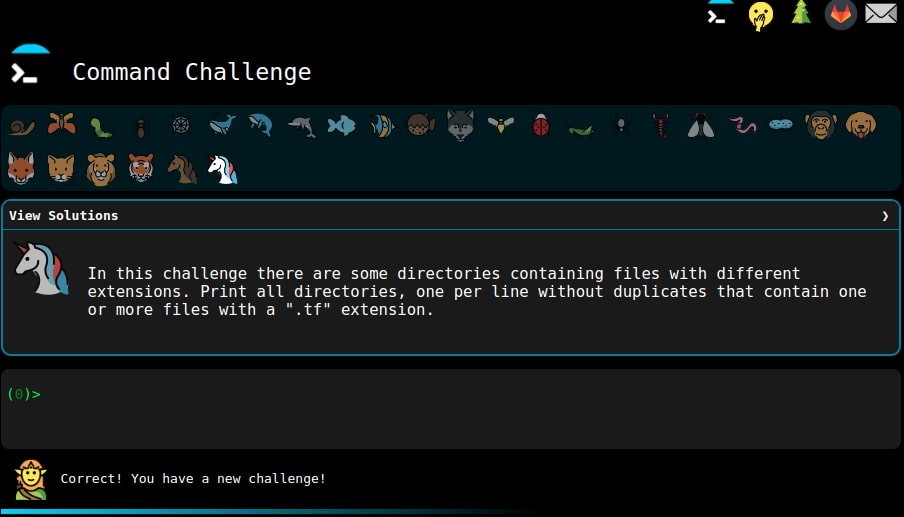 Command Challenge
View Solutions
In this challenge there are some directories containing files with different
extensions. Print all directories, one per line without duplicates that contain one
or more files with a ".tf" extension.
(0)>
Correct! You have a new challenge!